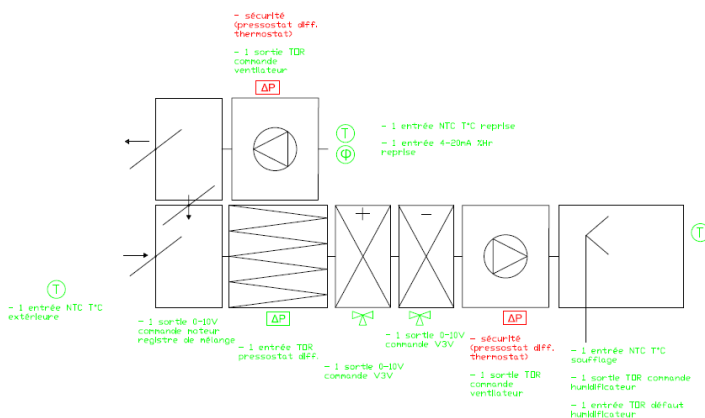 - sécurité
(pressostat diff.
thermostat)
- 1 sortie TOR
commande
ventilateur
ΔP
T
Φ
- 1 entrée NTC T°C reprise
- 1 entrée 4-20mA %Hr
reprise
+
-
T
T
- 1 entrée NTC T°C
extérieure
- 1 sortie 0-10V
commande moteur
registre de mélange
ΔP
- 1 entrée TOR
pressostat diff.
- 1 sortie 0-10V
commande V3V
- 1 sortie 0-10V
commande V3V
ΔP
- sécurité
(pressostat diff.
thermostat)
- 1 sortie TOR
commande
ventilateur
- 1 entrée NTC T°C
soufflage
- 1 sortie TOR commande
humidificateur
- 1 entrée TOR défaut
humidificateur